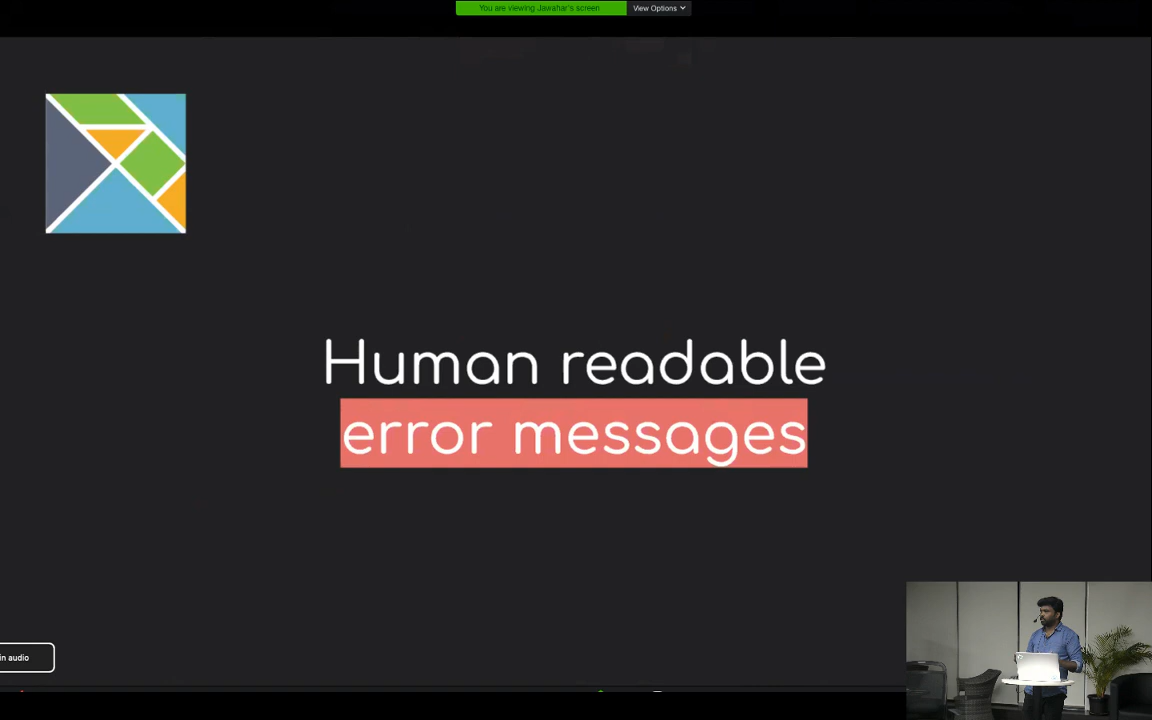 You are viewing Jawahar's screen View Options
Human readable
error messages
in audio